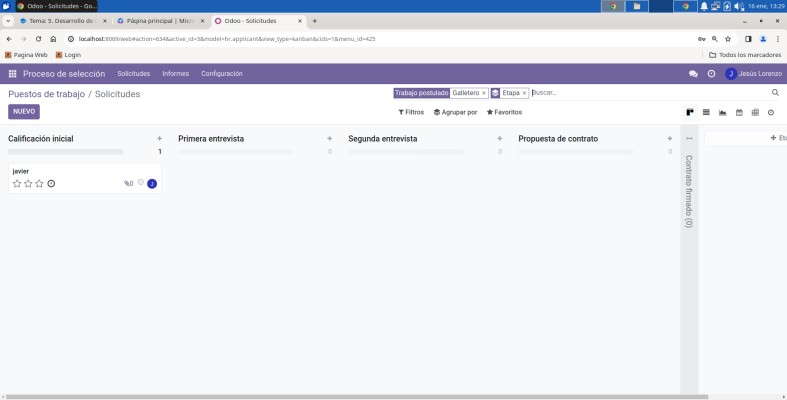 Odoo - Solicitudes - Go...
16 ene, 13:29
Tema: 5. Desarrollo de
Página principal | Micr
Odoo - Solicitudes
localhost:8069/web#action=634&active_id=3&model=hr.applicant&view_type=kanban&cids=1&menu_id=425
Pagina Web
Login
Todos los marcadores
Proceso de selección
Solicitudes
Informes
Configuración
J
Jesús Lorenzo
Puestos de trabajo / Solicitudes
Trabajo postulado Galletero ×
Etapa ×
Buscar...
NUEVO
Filtros
Agrupar por
Favoritos
Calificación inicial +
1
Primera entrevista +
0
Segunda entrevista +
0
Propuesta de contrato +
0
Contrato firmado (0)
+ Eta
javier
0
J